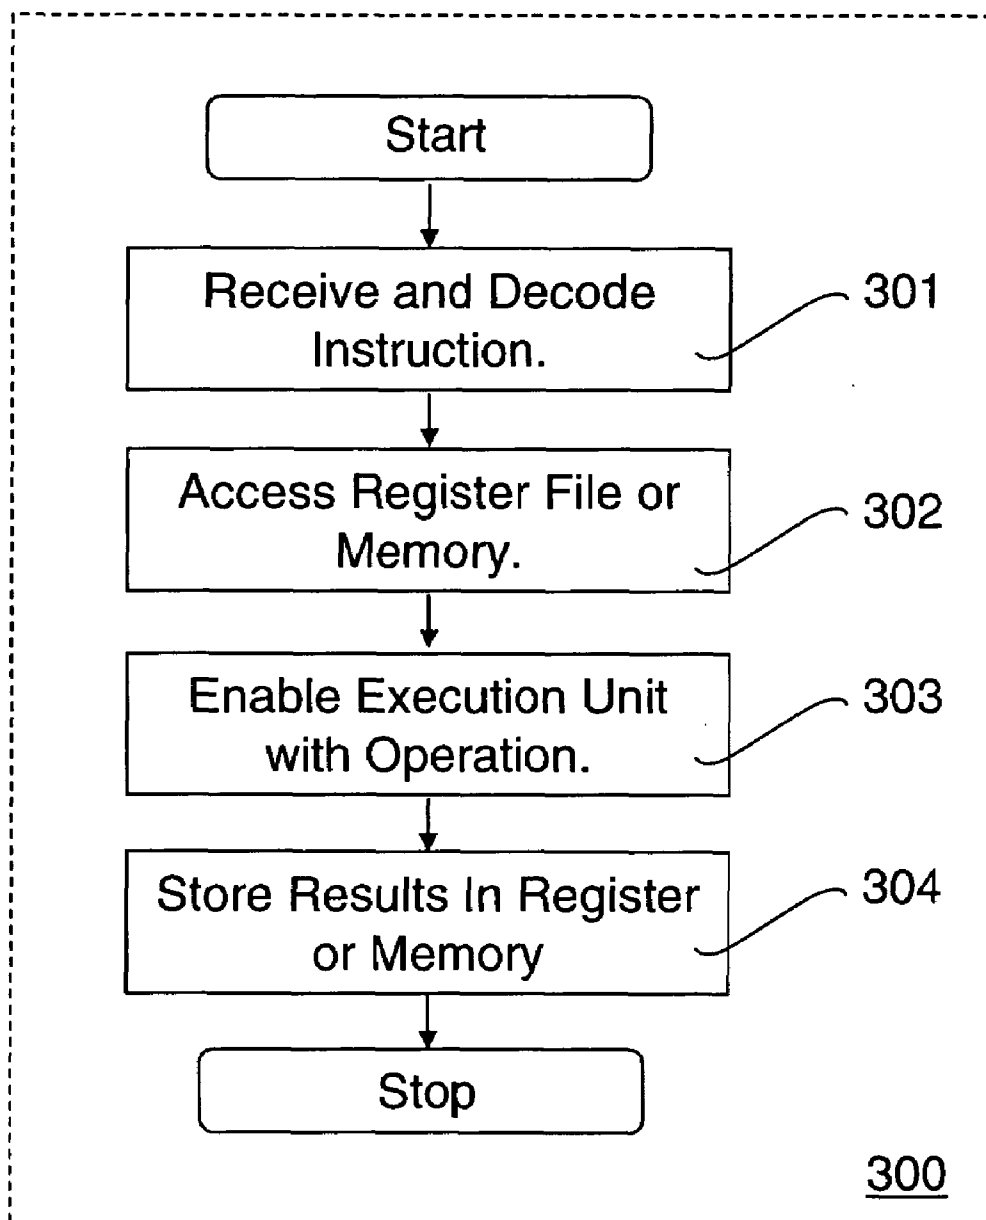 Start
Receive and Decode
Instruction.
301
Access Register File or
Memory.
302
Enable Execution Unit
with Operation.
303
Store Results In Register
or Memory
304
Stop
300